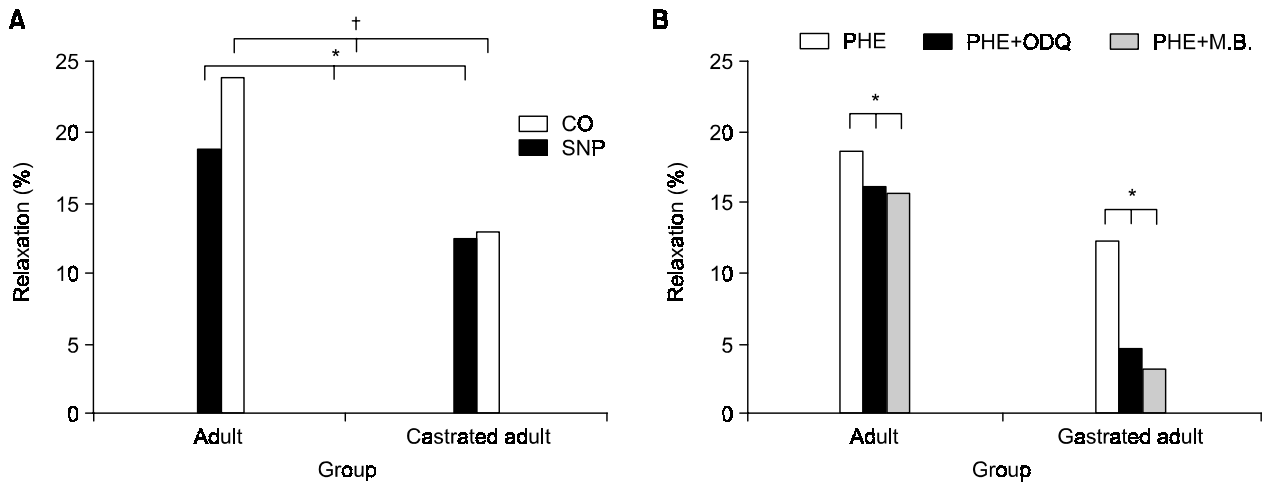 A
†
*
25
20
15
10
5
0
Relaxation (%)
CO
SNP
Adult
Castrated adult
Group
B
PHE
PHE+ODQ
PHE+M.B.
*
*
25
20
15
10
5
0
Relaxation (%)
Adult
Gastrated adult
Group